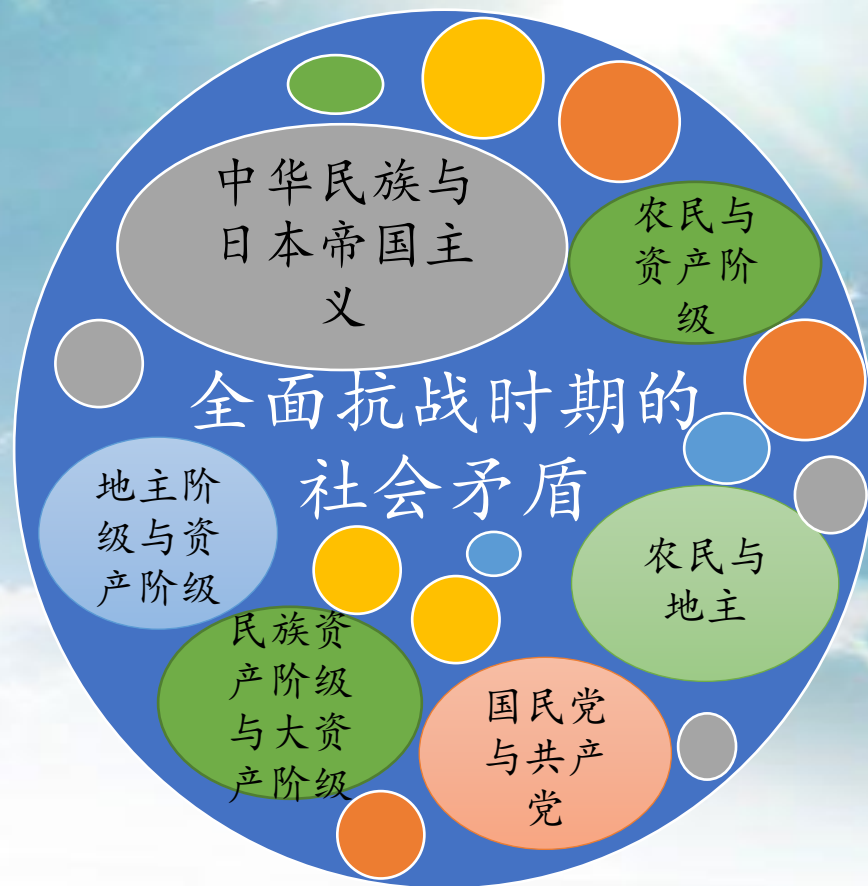 中华民族与
日本帝国主
义
农民与
资产阶
级
全面抗战时期的
社会矛盾
地主阶
级与资
产阶级
农民与
地主
民族资
产阶级
与大资
产阶级
国民党
与共产
党